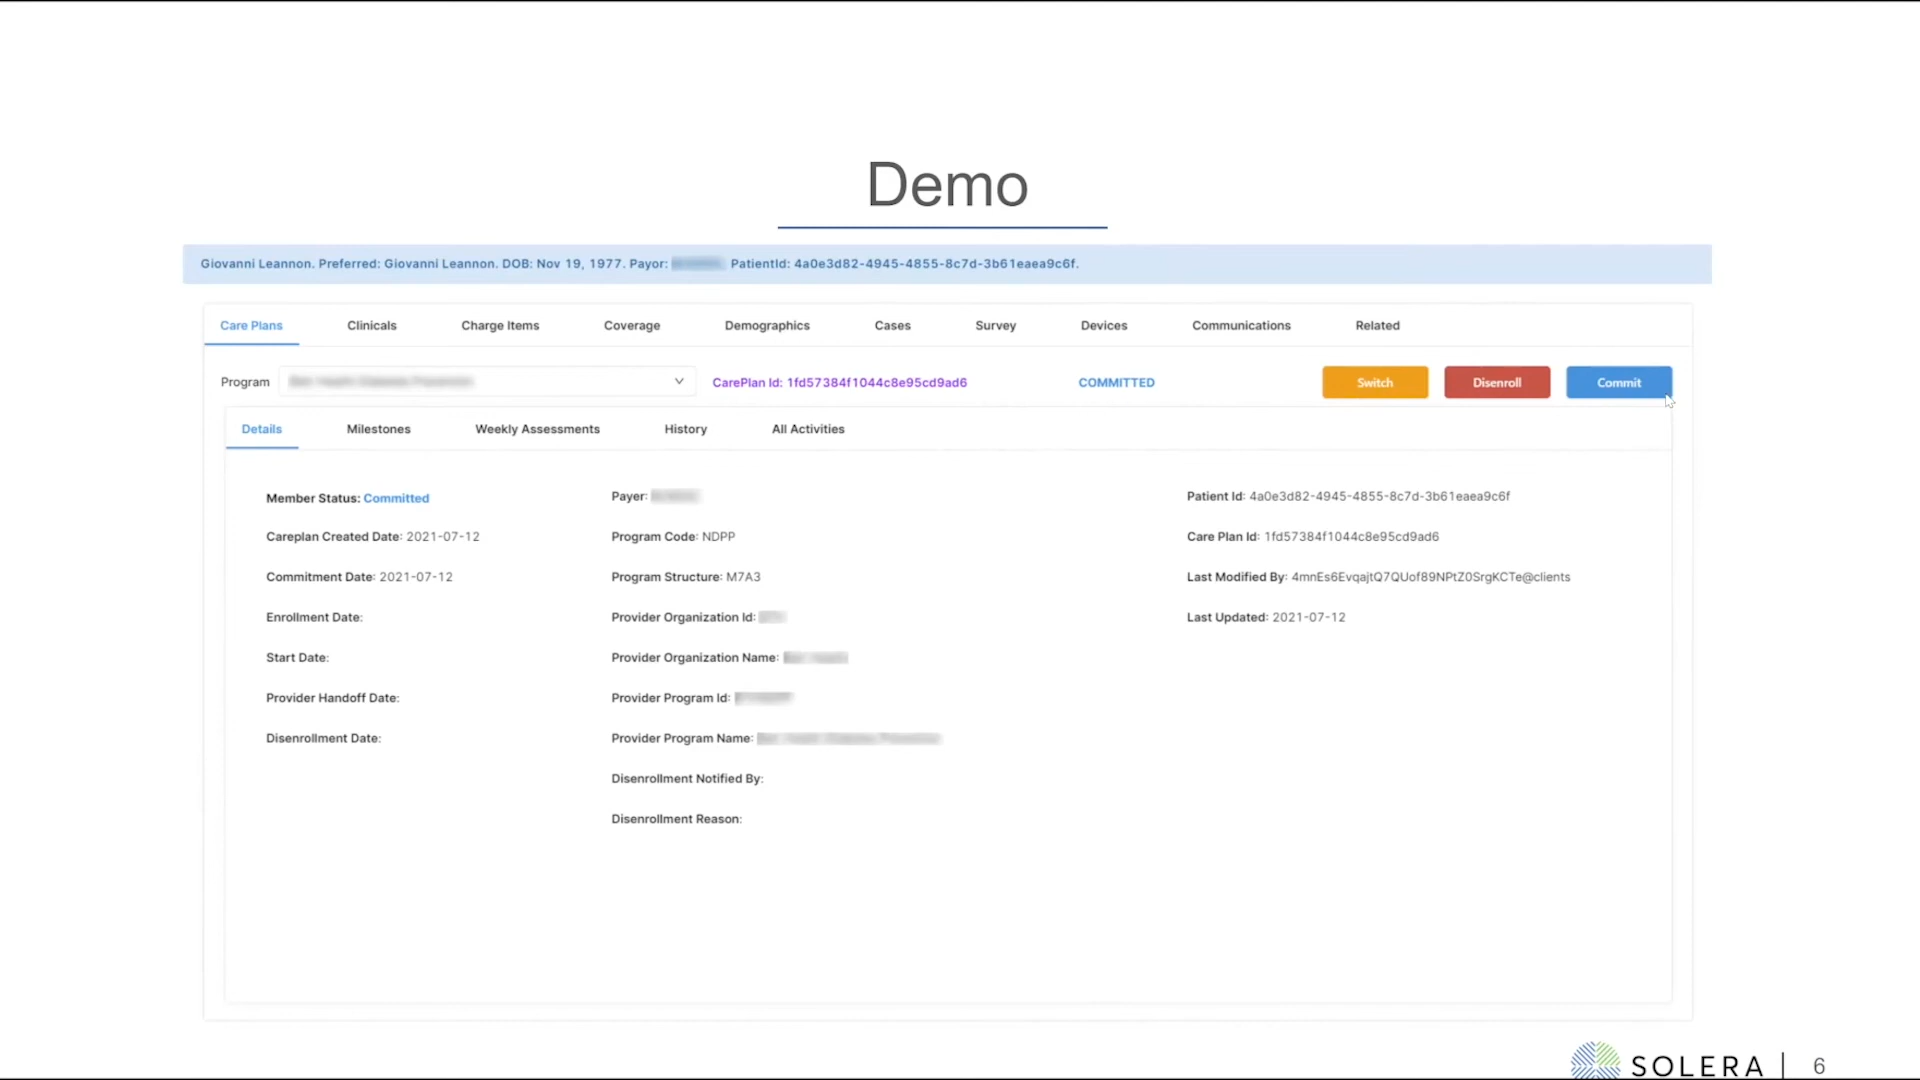 Demo
Giovanni Leannon. Preferred: Giovanni Leannon. DOB: Nov 19, 1977. Payor: PatientId: 4a0e3d82-4945-4855-8c7d-3b61eaea9c6f.
Care Plans Clinicals Charge Items Coverage Demographics Cases Survey Devices Communications Related
Program CarePlan Id: 1fd57384f1044c8e95cd9ad6 COMMITTED Switch Disenroll Commit
Details Milestones Weekly Assessments History All Activities
Member Status: Committed
Careplan Created Date: 2021-07-12
Commitment Date: 2021-07-12
Enrollment Date:
Start Date:
Provider Handoff Date:
Disenrollment Date:
Payer:
Program Code: NDPP
Program Structure: M7A3
Provider Organization Id:
Provider Organization Name:
Provider Program Id:
Provider Program Name:
Disenrollment Notified By:
Disenrollment Reason:
Patient Id: 4a0e3d82-4945-4855-8c7d-3b61eaea9c6f
Care Plan Id: 1fd57384f1044c8e95cd9ad6
Last Modified By: 4mnEs6EvqajtQ7QUof89NPtZ0SrgKCTe@clients
Last Updated: 2021-07-12
SOLERA | 6